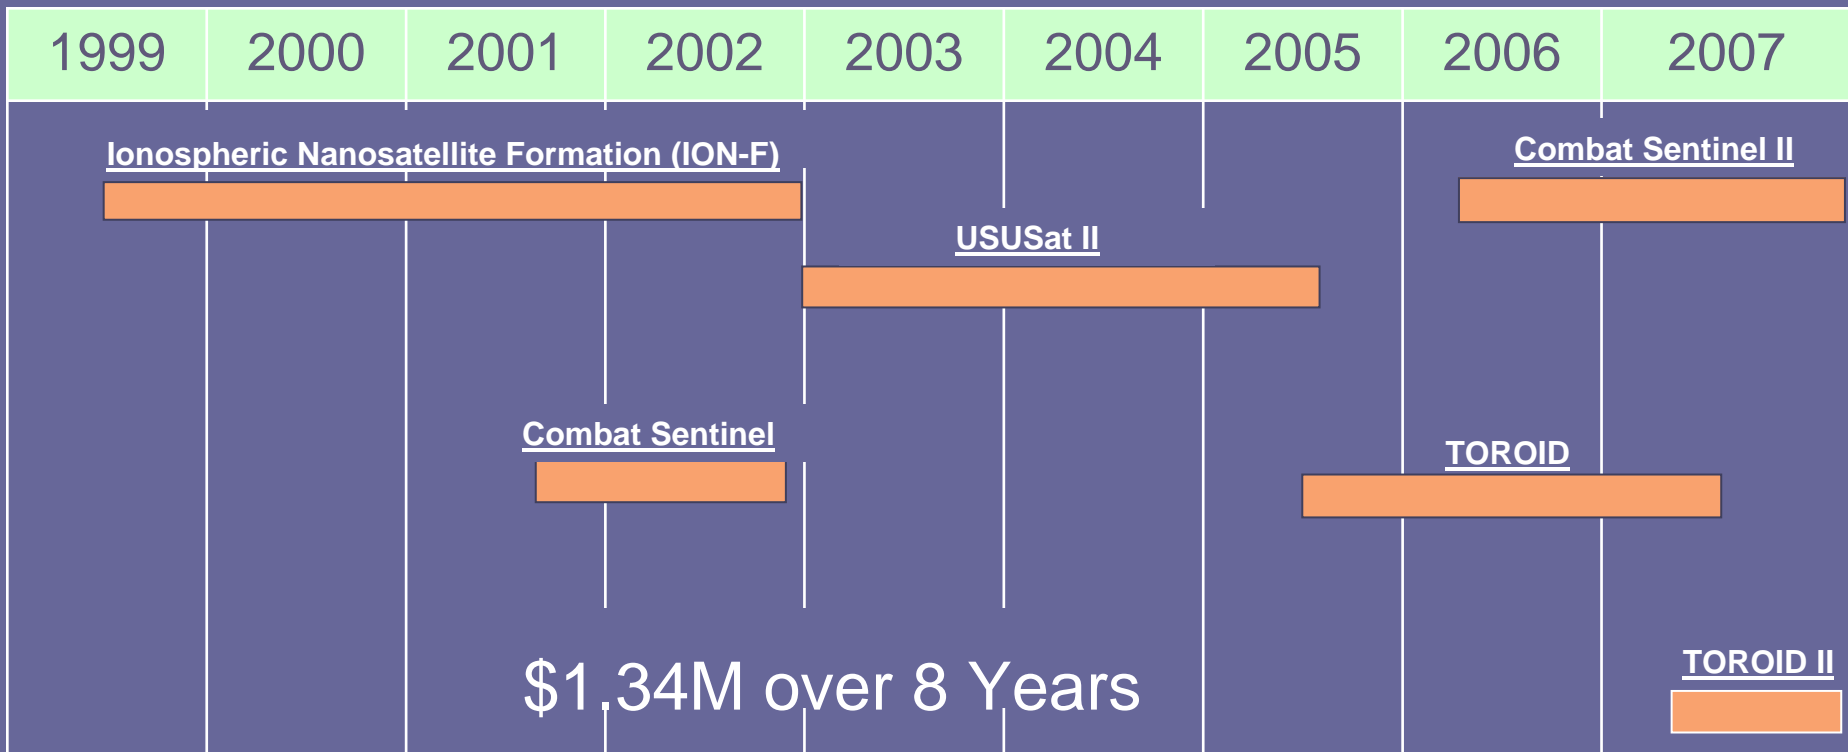 1999 2000 2001 2002 2003 2004 2005 2006 2007
Ionospheric Nanosatellite Formation (ION-F)
Combat Sentinel II
USUSat II
Combat Sentinel
TOROID
$1.34M over 8 Years
TOROID II